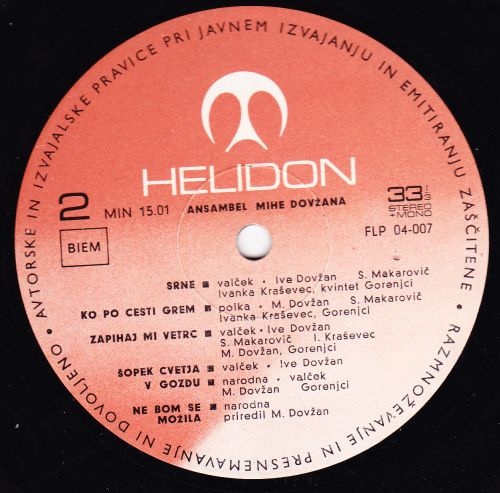 AVTORSKE IN IZVAJALSKE PRAVICE PRI JAVNEM IZVAJANJU IN EMITIRANJU ZAŠČITENE • RAZMNOŽEVANJE IN PRESNEMAVANJE NI DOVOLJENO •
HELIDON
2 MIN 15.01 ANSAMBEL MIHE DOVŽANA 33 1/3
STEREO
+MONO
BIEM FLP 04-007
SRNE ■ valček • Ive Dovžan S. Makarovič
Ivanka Kraševec, kvintet Gorenjci
KO PO CESTI GREM ■ polka • M. Dovžan S. Makarovič
Ivanka Kraševec, Gorenjci
ZAPIHAJ MI VETRC ■ valček • Ive Dovžan
S. Makarovič I. Kraševec
M. Dovžan, Gorenjci
ŠOPEK CVETJA ■ valček • Ive Dovžan
V GOZDU ■ narodna • valček
M. Dovžan Gorenjci
NE BOM SE ■ narodna
MOŽILA priredil M. Dovžan